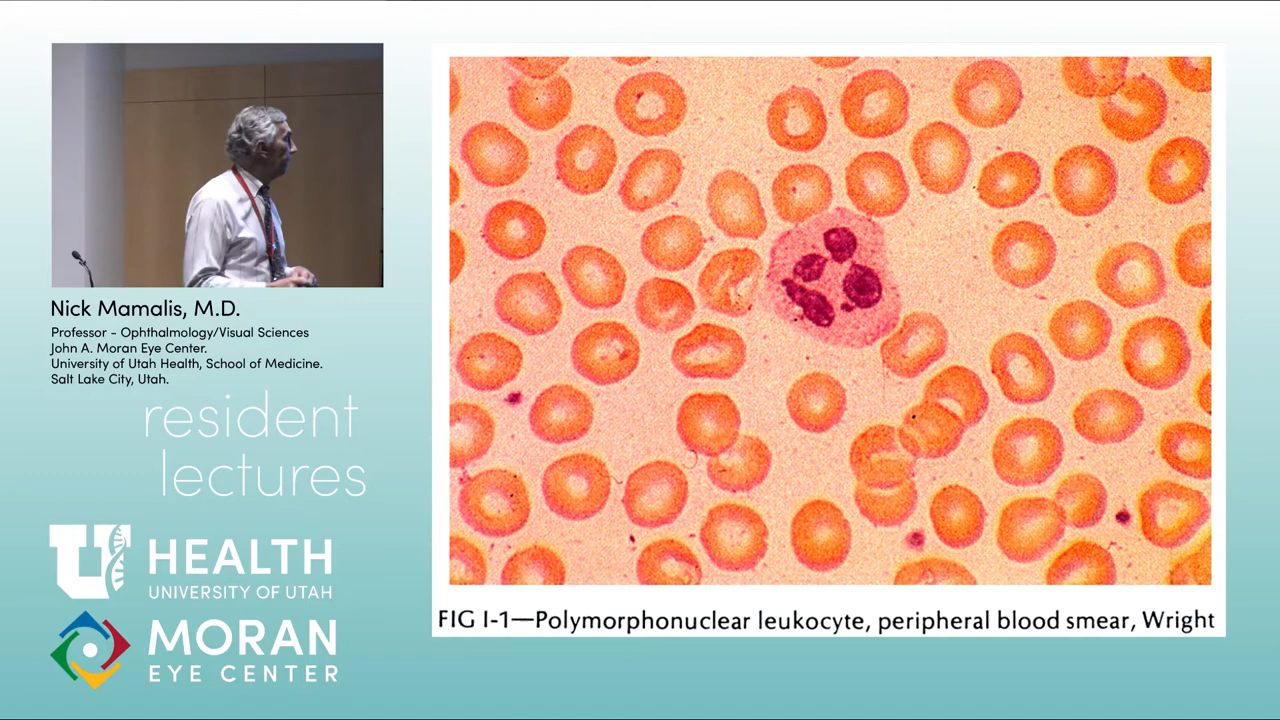 Nick Mamalis, M.D.
Professor - Ophthalmology/Visual Sciences
John A. Moran Eye Center.
University of Utah Health, School of Medicine.
Salt Lake City, Utah.
resident
lectures
U HEALTH
UNIVERSITY OF UTAH
MORAN
EYE CENTER
FIG I-1—Polymorphonuclear leukocyte, peripheral blood smear, Wright